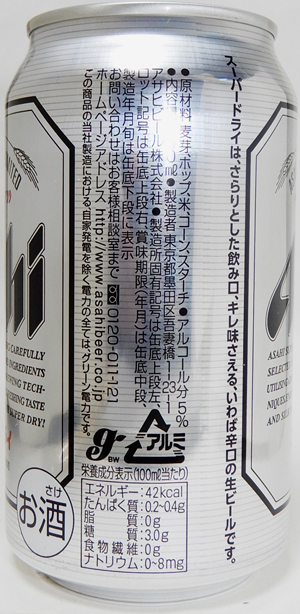 スーパードライは、さらりとした飲み口、キレ味さえる、いわば辛口の生ビールです。
●原材料 麦芽、ホップ、米、コーンスターチ ●アルコール分5%
●内容量 製造者 東京都墨田区吾妻橋1-23-1
アサヒビール株式会社 ●製造所固有記号は缶底上段左、
ロット記号は缶底上段右、賞味期限(年月)は缶底中段、
製造年月旬は缶底下段に表示
お問い合わせはお客様相談室まで 0120-011-121
ホームページアドレス http://www.asahibeer.co.jp
この商品の当社製造における、自家発電を除く電力の全ては、グリーン電力です。
g- BW
アルミ
栄養成分表示(100ml当たり)
エネルギー:42kcal
たんぱく質:0.2~0.4g
脂質:0g
糖質:3.0g
食物繊維:0g
ナトリウム:0~8mg
さけ
お酒
CAREFULLY
INGREDIENTS
BREWING TECH-
SUPER DRY!
ASAHI
SELECTE
UTILIZING
NIQUES,
AND